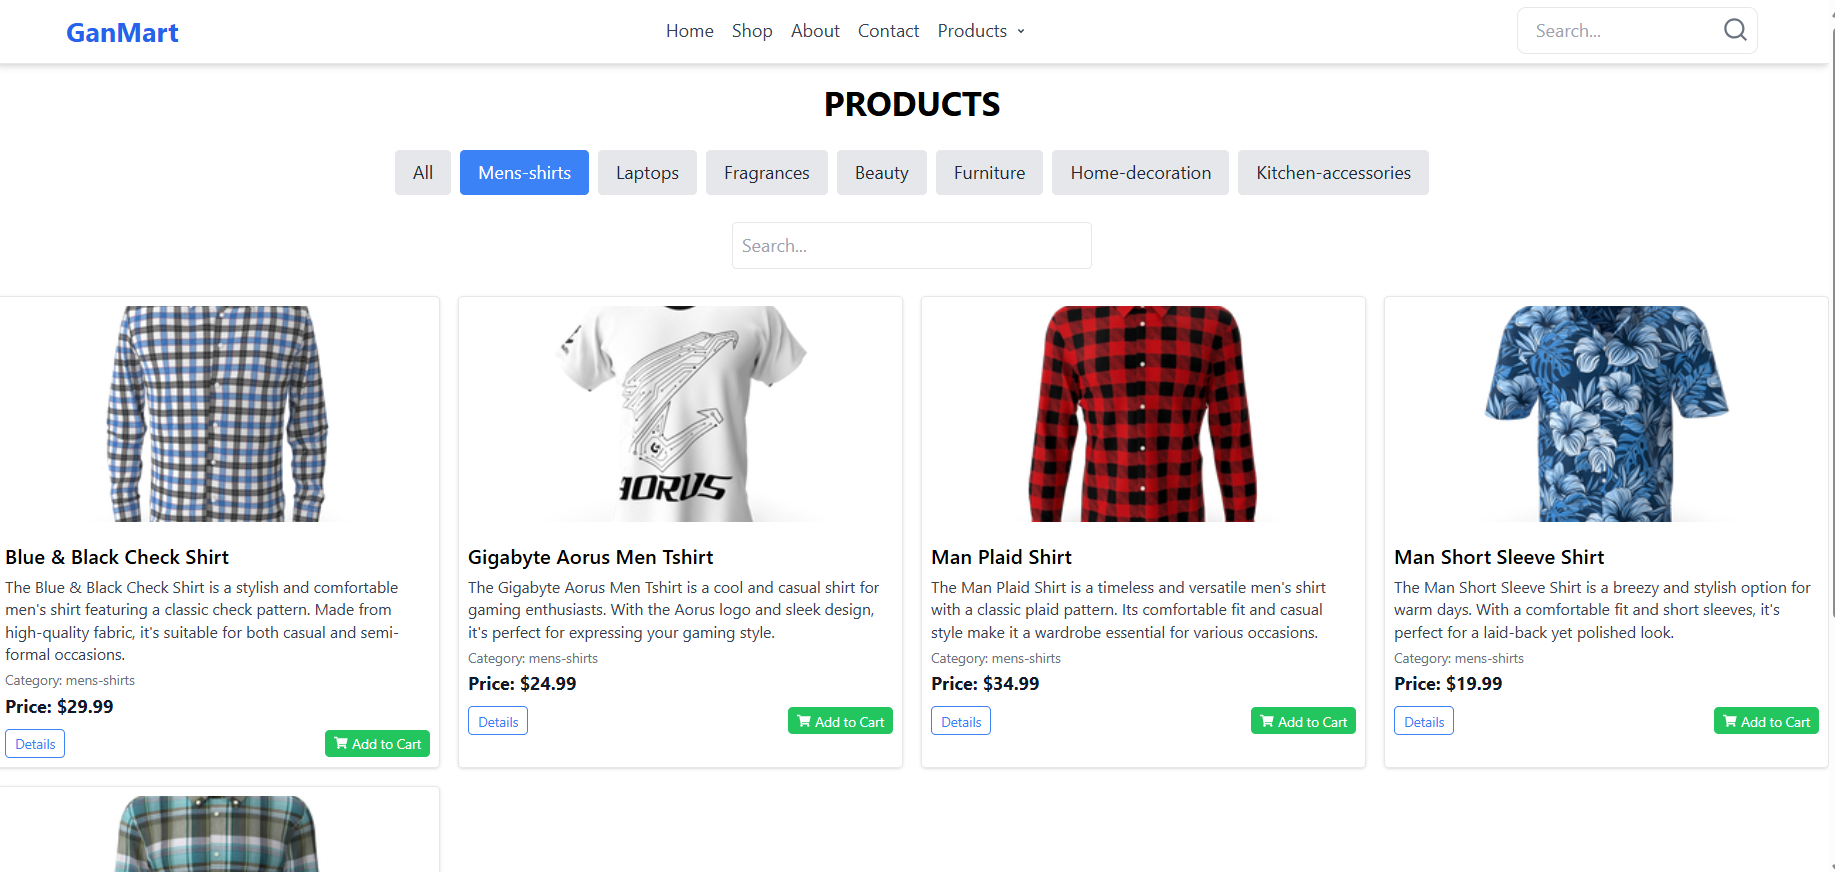 GanMart
Home Shop About Contact Products
Search...
PRODUCTS
All Mens-shirts Laptops Fragrances Beauty Furniture Home-decoration Kitchen-accessories
Search...
AORUS
Blue & Black Check Shirt
The Blue & Black Check Shirt is a stylish and comfortable
men's shirt featuring a classic check pattern. Made from
high-quality fabric, it's suitable for both casual and semi-
formal occasions.
Category: mens-shirts
Price: $29.99
Details Add to Cart
Gigabyte Aorus Men Tshirt
The Gigabyte Aorus Men Tshirt is a cool and casual shirt for
gaming enthusiasts. With the Aorus logo and sleek design,
it's perfect for expressing your gaming style.
Category: mens-shirts
Price: $24.99
Details Add to Cart
Man Plaid Shirt
The Man Plaid Shirt is a timeless and versatile men's shirt
with a classic plaid pattern. Its comfortable fit and casual
style make it a wardrobe essential for various occasions.
Category: mens-shirts
Price: $34.99
Details Add to Cart
Man Short Sleeve Shirt
The Man Short Sleeve Shirt is a breezy and stylish option for
warm days. With a comfortable fit and short sleeves, it's
perfect for a laid-back yet polished look.
Category: mens-shirts
Price: $19.99
Details Add to Cart